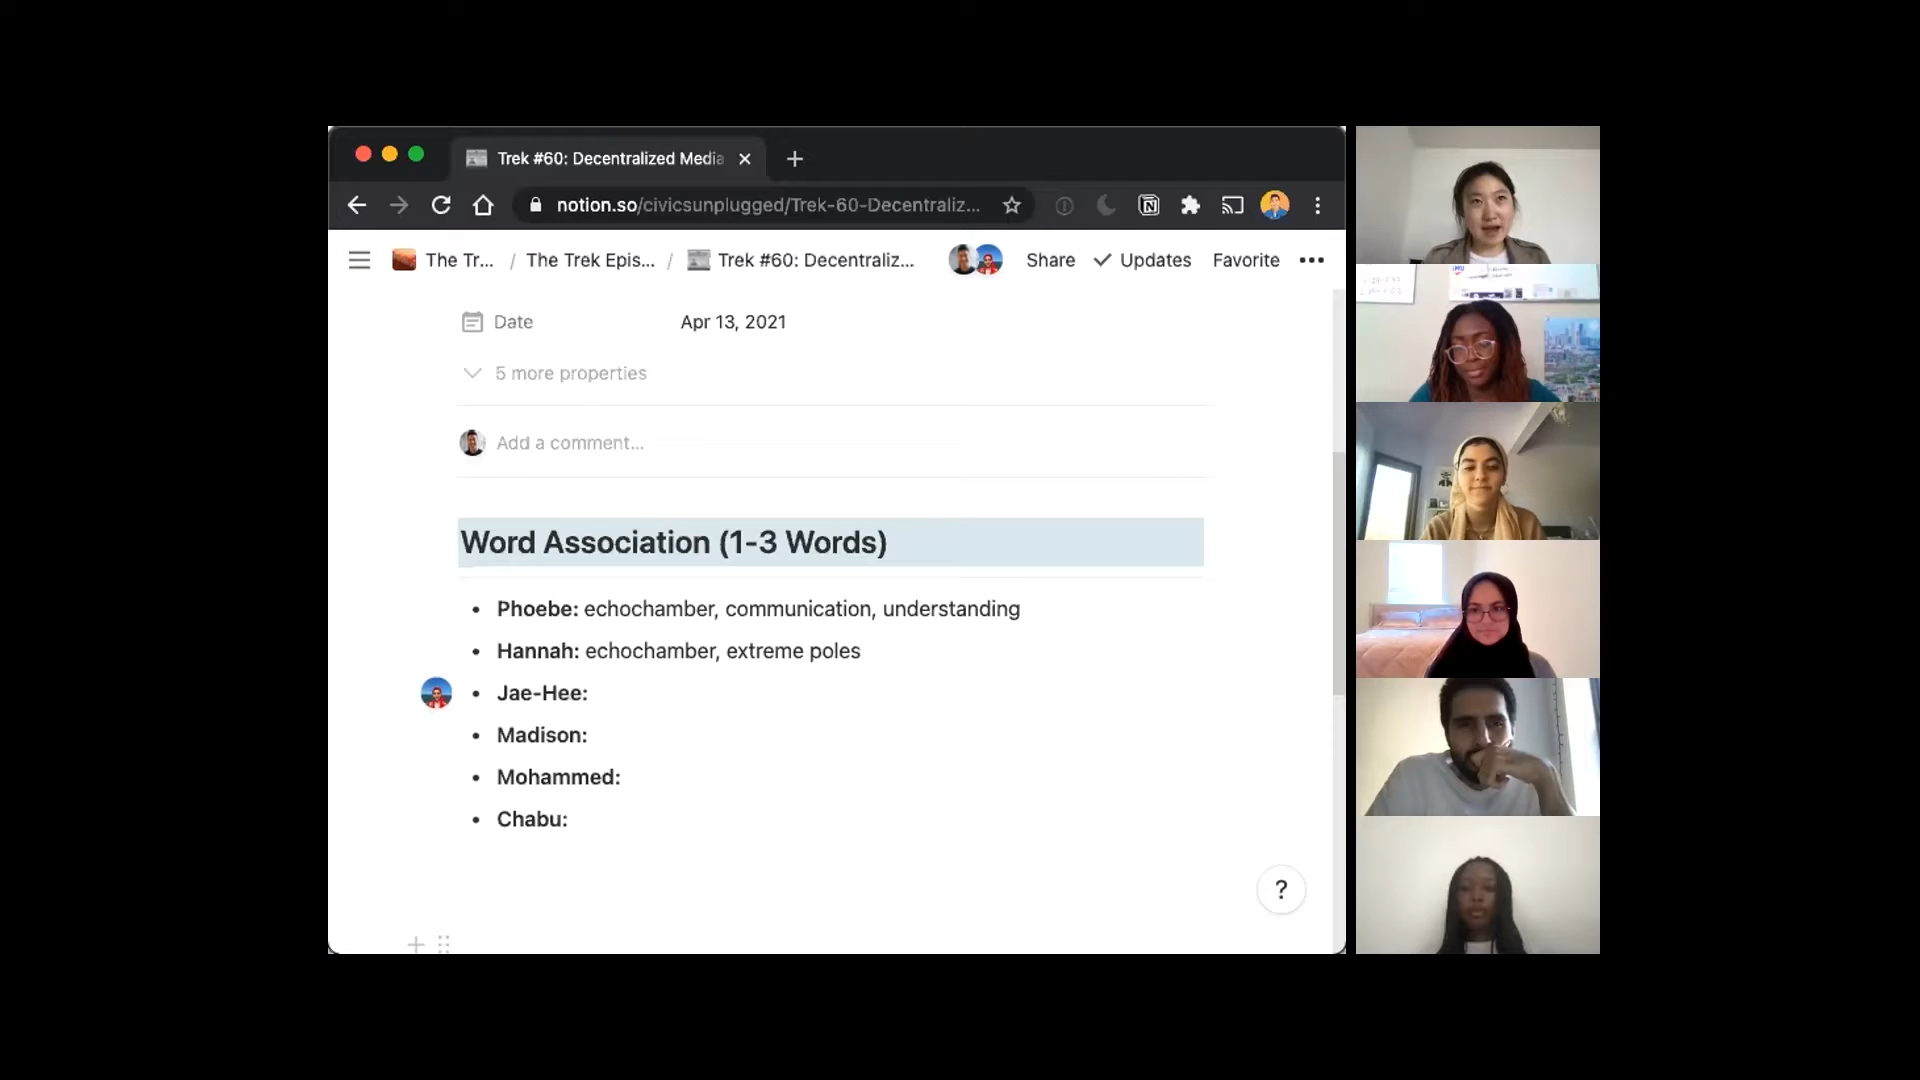 Trek #60: Decentralized Media
notion.so/civicsunplugged/Trek-60-Decentraliz...
The Tr... / The Trek Epis... / Trek #60: Decentraliz... Share Updates Favorite
Date Apr 13, 2021
5 more properties
Add a comment...
Word Association (1-3 Words)
• Phoebe: echochamber, communication, understanding
• Hannah: echochamber, extreme poles
• Jae-Hee:
• Madison:
• Mohammed:
• Chabu:
?